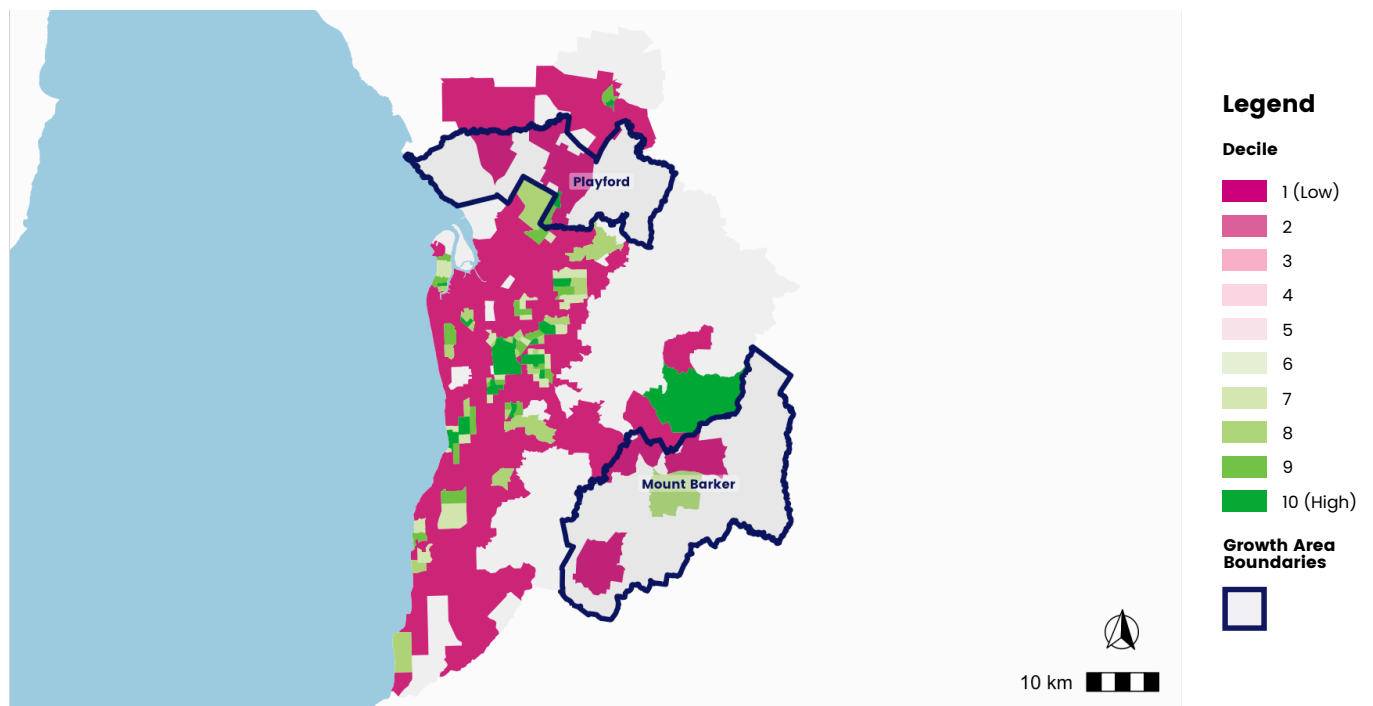 Playford
Mount Barker
10 km
Legend
Decile
1 (Low)
2
3
4
5
6
7
8
9
10 (High)
Growth Area
Boundaries